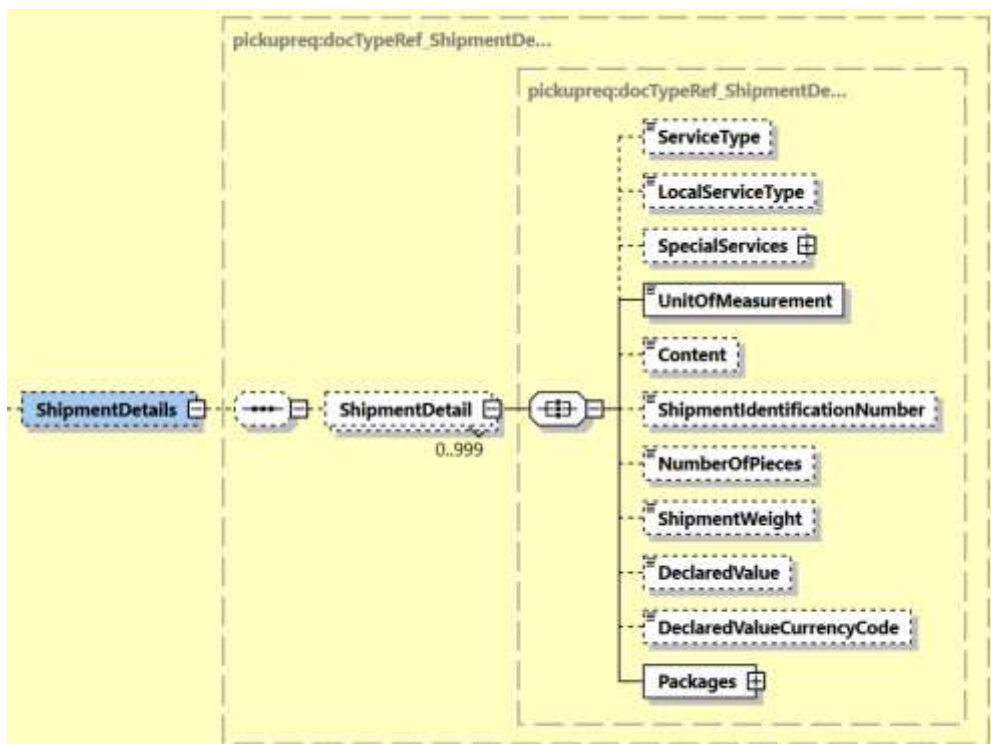 pickupreq:docTypeRef_ShipmentDe...
pickupreq:docTypeRef_ShipmentDe...
ServiceType
LocalServiceType
SpecialServices
UnitOfMeasurement
Content
ShipmentDetails
ShipmentDetail
ShipmentIdentificationNumber
0..999
NumberOfPieces
ShipmentWeight
DeclaredValue
DeclaredValueCurrencyCode
Packages